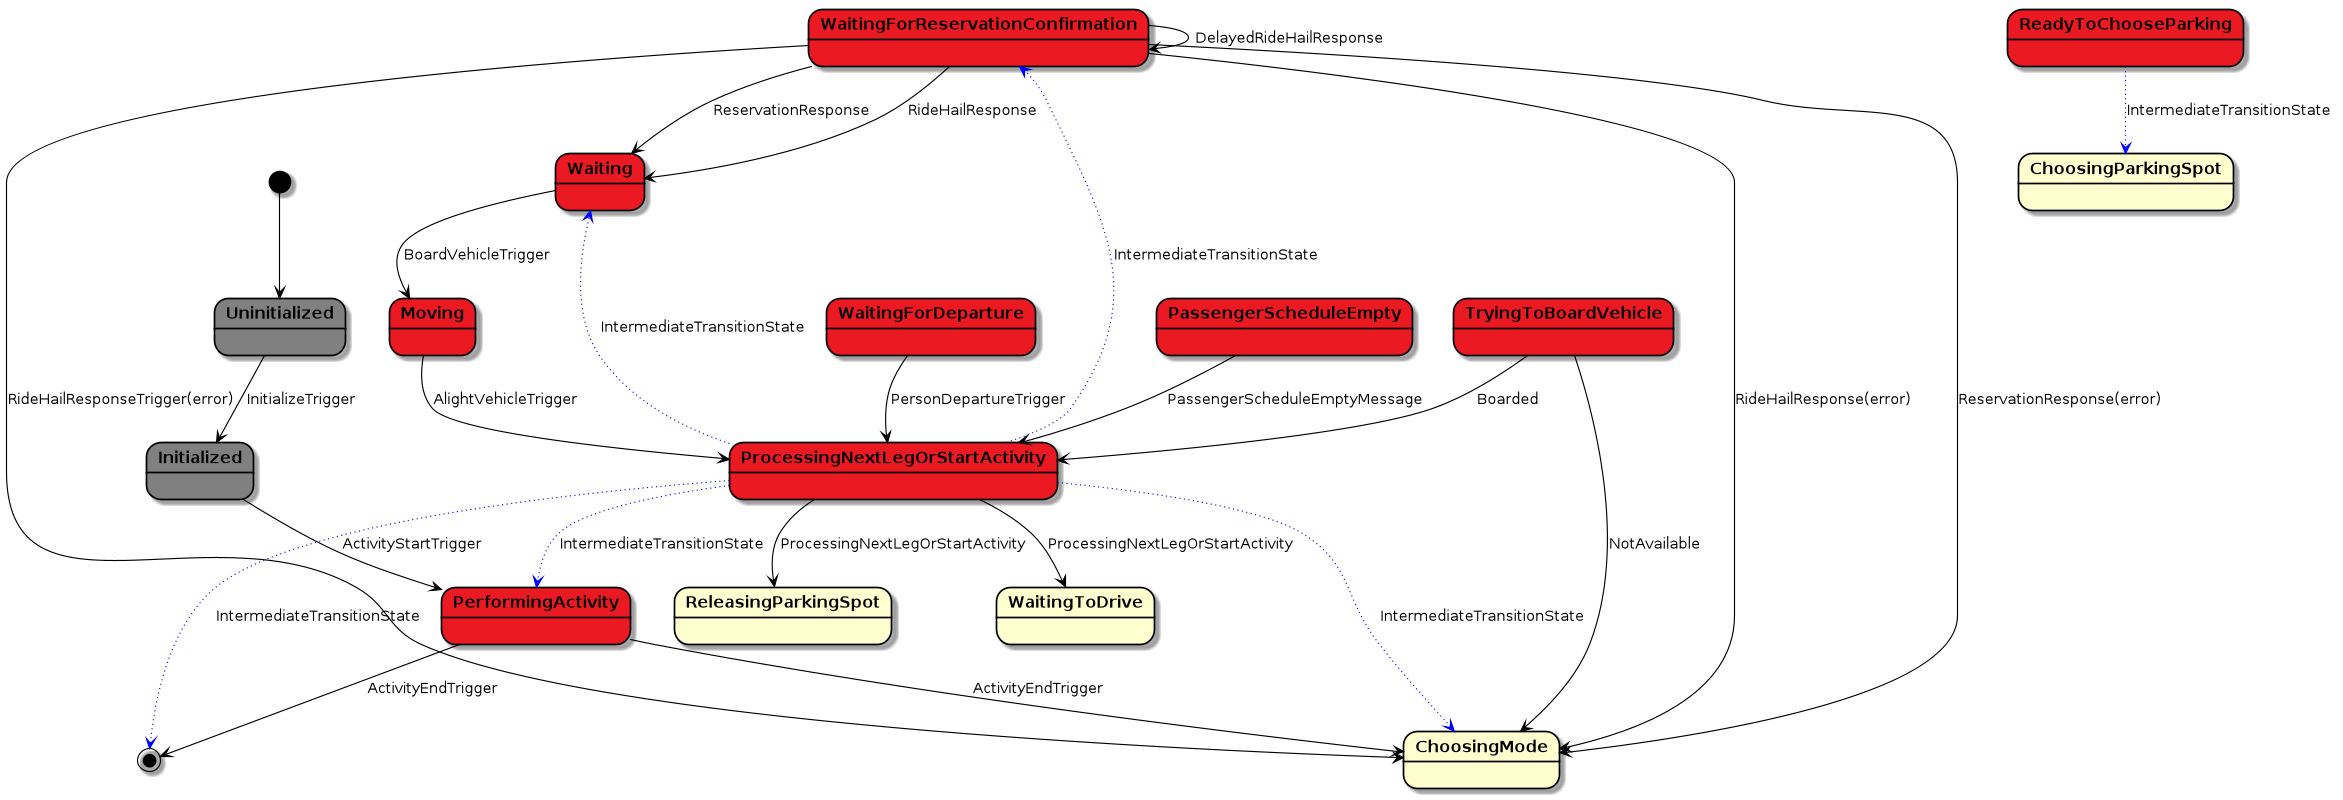 WaitingForReservationConfirmation
ReadyToChooseParking
DelayedRideHailResponse
ReservationResponse
RideHailResponse
IntermediateTransitionState
Waiting
ChoosingParkingSpot
BoardVehicleTrigger
IntermediateTransitionState
Uninitialized
Moving
WaitingForDeparture
PassengerScheduleEmpty
TryingToBoardVehicle
IntermediateTransitionState
RideHailResponseTrigger(error)
InitializeTrigger
AlightVehicleTrigger
PersonDepartureTrigger
PassengerScheduleEmptyMessage
Boarded
RideHailResponse(error)
ReservationResponse(error)
Initialized
ProcessingNextLegOrStartActivity
ActivityStartTrigger
IntermediateTransitionState
ProcessingNextLegOrStartActivity
ProcessingNextLegOrStartActivity
NotAvailable
PerformingActivity
ReleasingParkingSpot
WaitingToDrive
IntermediateTransitionState
IntermediateTransitionState
ActivityEndTrigger
ActivityEndTrigger
ChoosingMode